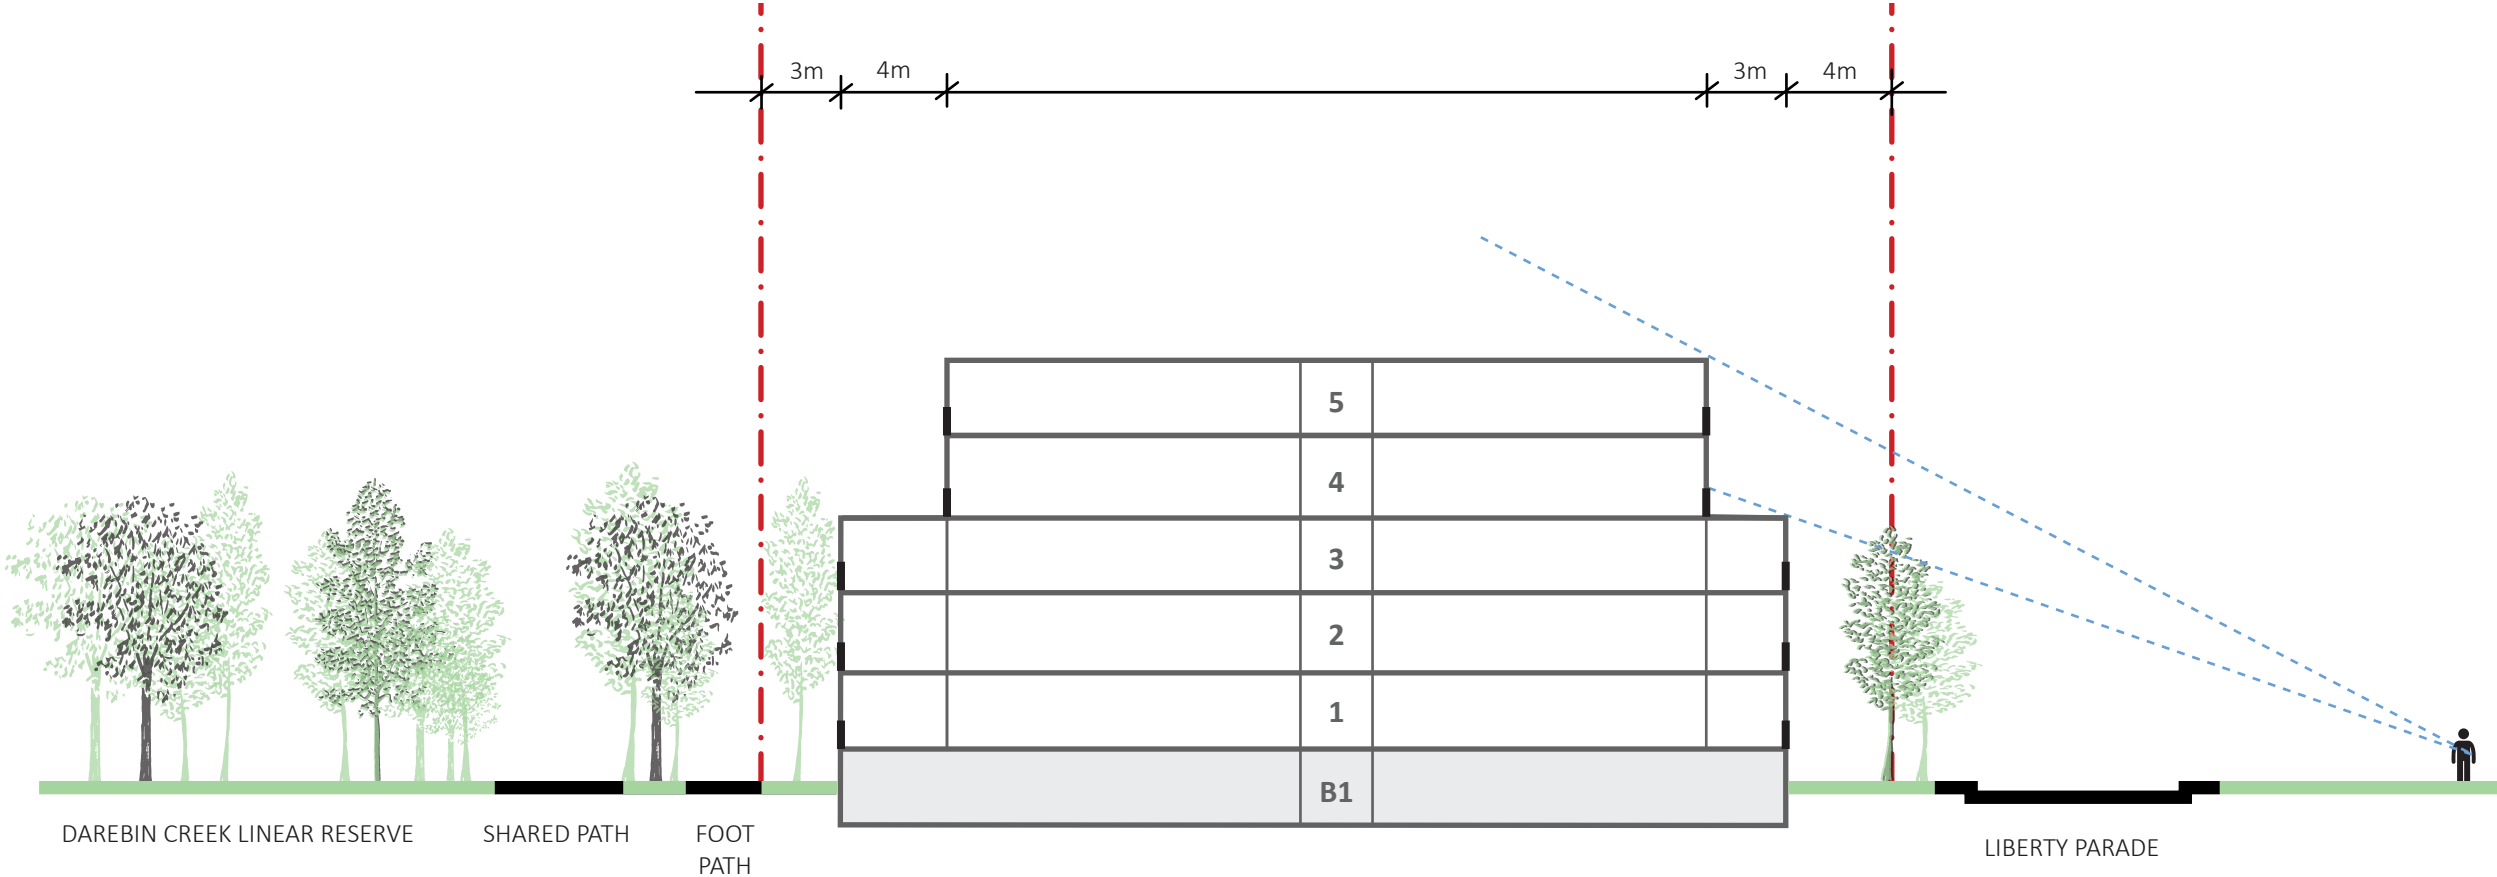 3m
4m
3m
4m
5
4
3
2
1
B1
DAREBIN CREEK LINEAR RESERVE
SHARED PATH
FOOT
PATH
LIBERTY PARADE